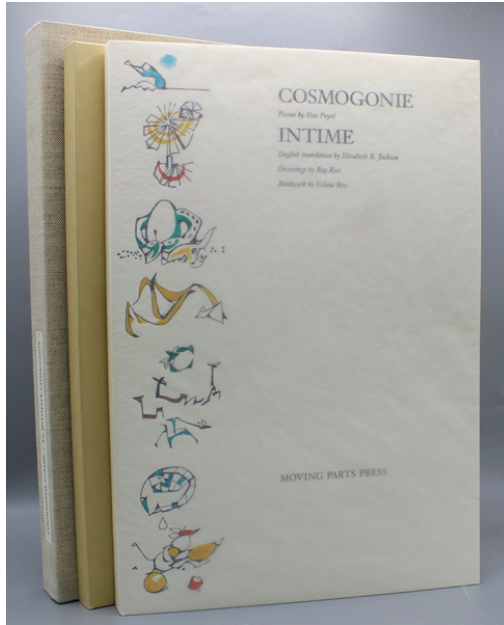 COSMOGONIE
Poem by Yves Peyré
INTIME
English translation by Elizabeth R. Jackson
Drawings by Ray Rice
Bookwork by Felicia Rice
MOVING PARTS PRESS